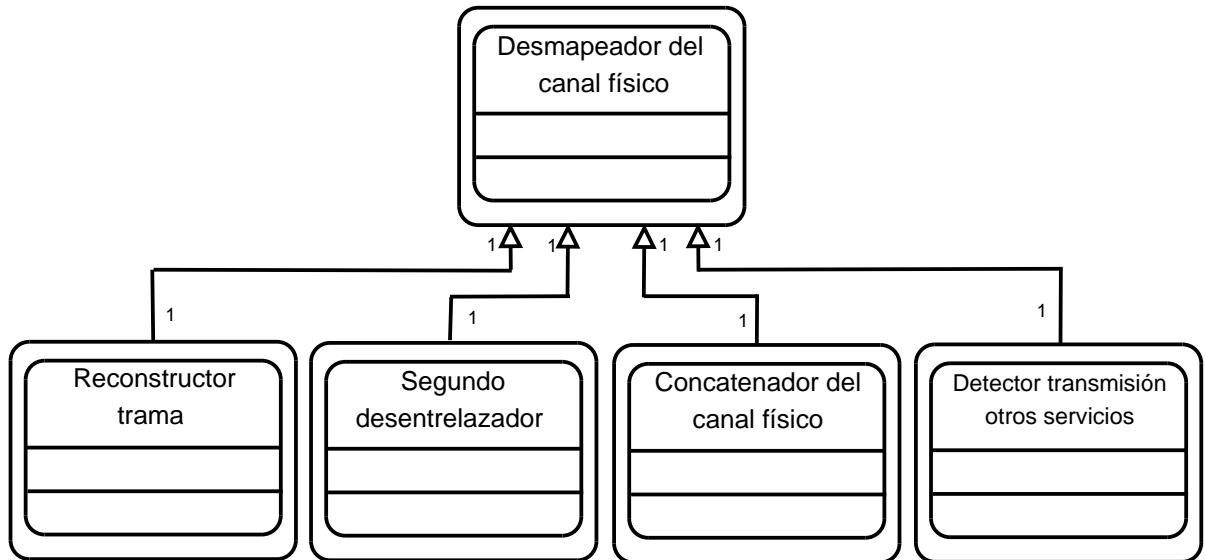 Desmapeador del
canal físico
1 1 1 1
1 1 1 1
Reconstructor
trama
Segundo
desentrelazador
Concatenador del
canal físico
Detector transmisión
otros servicios